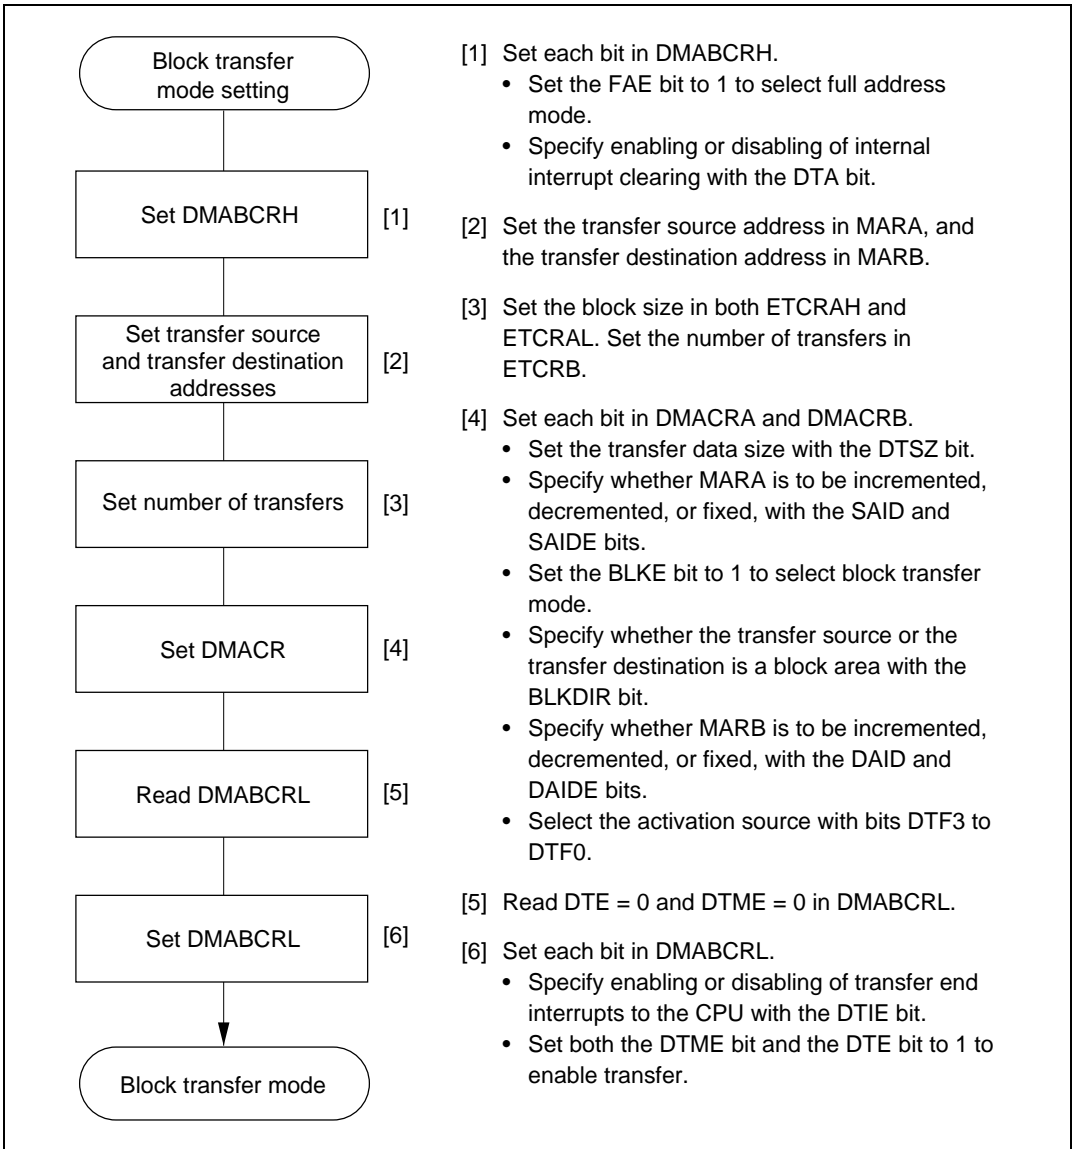 Block transfer
mode setting
Set DMABCRH
[1]
Set transfer source
and transfer destination
addresses
[2]
Set number of transfers
[3]
Set DMACR
[4]
Read DMABCRL
[5]
Set DMABCRL
[6]
Block transfer mode
[1] Set each bit in DMABCRH.
• Set the FAE bit to 1 to select full address
mode.
• Specify enabling or disabling of internal
interrupt clearing with the DTA bit.
[2] Set the transfer source address in MARA, and
the transfer destination address in MARB.
[3] Set the block size in both ETCRAH and
ETCRAL. Set the number of transfers in
ETCRB.
[4] Set each bit in DMACRA and DMACRB.
• Set the transfer data size with the DTSZ bit.
• Specify whether MARA is to be incremented,
decremented, or fixed, with the SAID and
SAIDE bits.
• Set the BLKE bit to 1 to select block transfer
mode.
• Specify whether the transfer source or the
transfer destination is a block area with the
BLKDIR bit.
• Specify whether MARB is to be incremented,
decremented, or fixed, with the DAID and
DAIDE bits.
• Select the activation source with bits DTF3 to
DTF0.
[5] Read DTE = 0 and DTME = 0 in DMABCRL.
[6] Set each bit in DMABCRL.
• Specify enabling or disabling of transfer end
interrupts to the CPU with the DTIE bit.
• Set both the DTME bit and the DTE bit to 1 to
enable transfer.